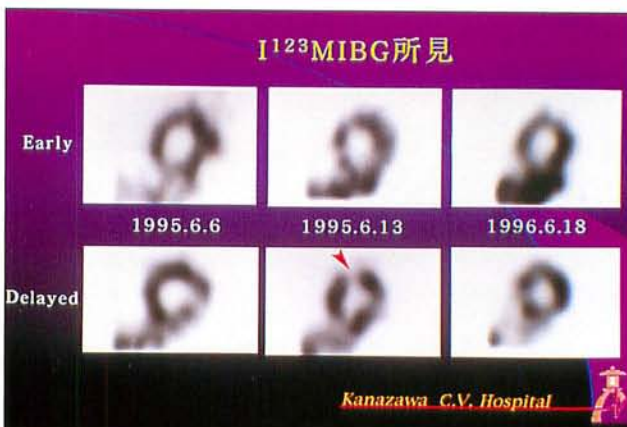 I¹²³MIBG所見
Early
1995.6.6 1995.6.13 1996.6.18
Delayed
Kanazawa C.V. Hospital